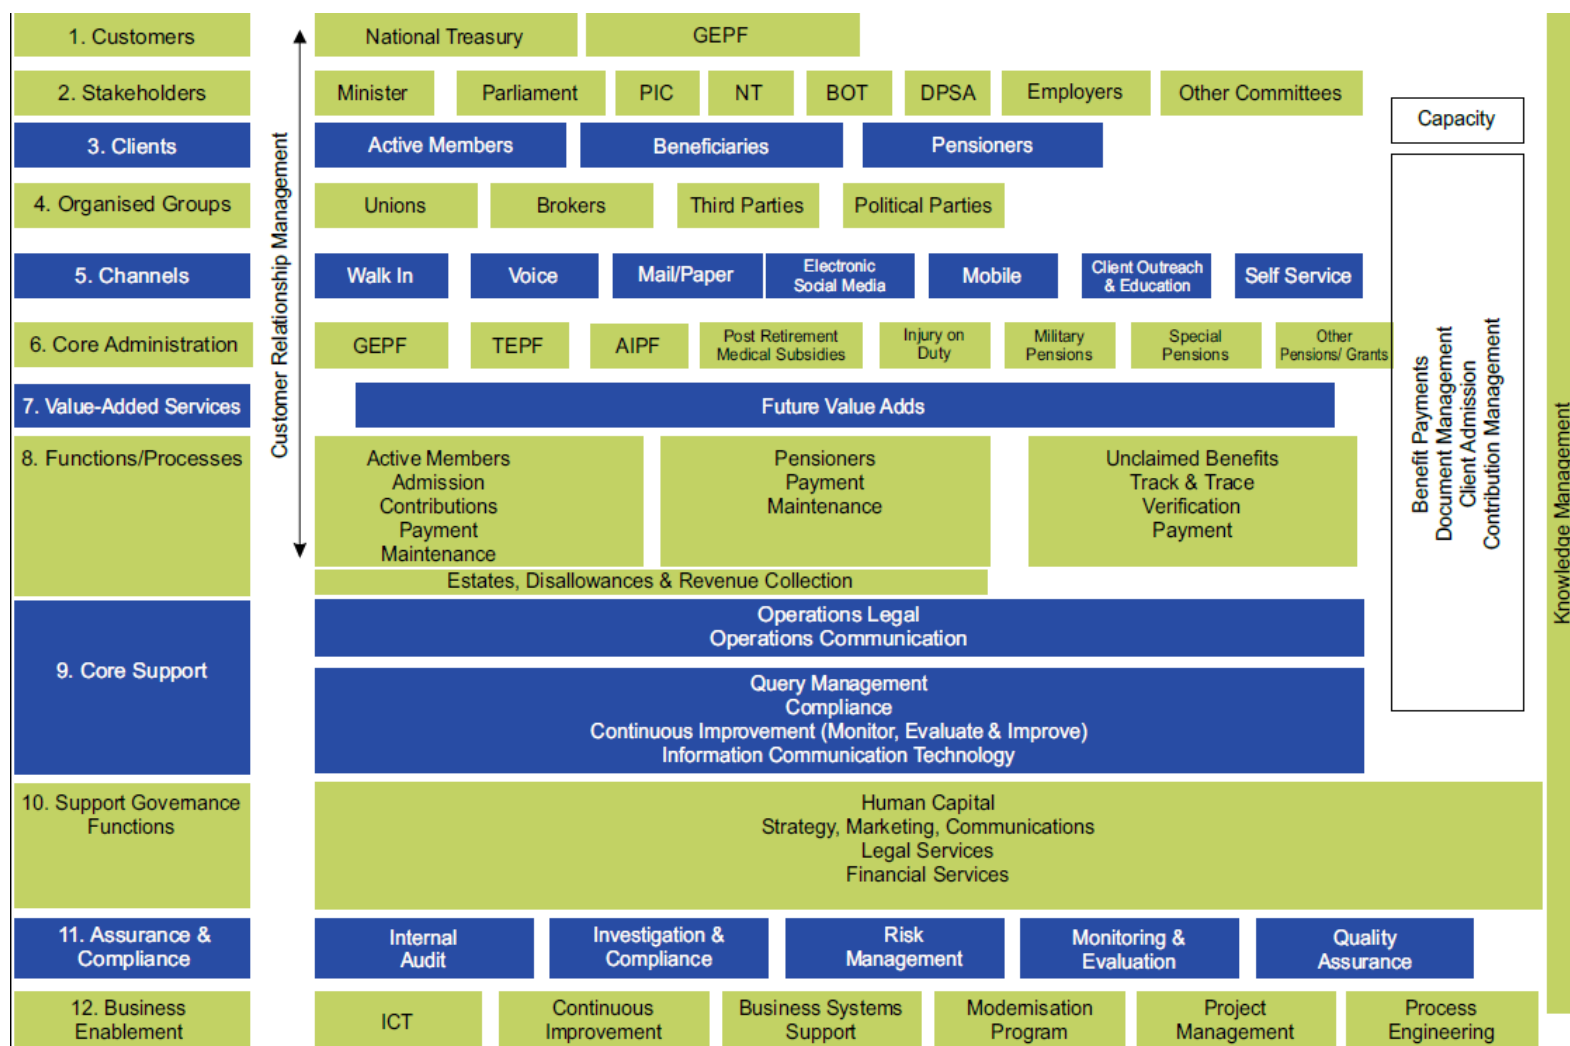 1. Customers
National Treasury
GEPF
2. Stakeholders
Minister
Parliament
PIC
NT
BOT
DPSA
Employers
Other Committees
3. Clients
Active Members
Beneficiaries
Pensioners
4. Organised Groups
Unions
Brokers
Third Parties
Political Parties
5. Channels
Walk In
Voice
Mail/Paper
Electronic
Social Media
Mobile
Client Outreach
& Education
Self Service
6. Core Administration
GEPF
TEPF
AIPF
Post Retirement
Medical Subsidies
Injury on
Duty
Military
Pensions
Special
Pensions
Other
Pensions/ Grants
7. Value-Added Services
Future Value Adds
8. Functions/Processes
Active Members
Admission
Contributions
Payment
Maintenance
Pensioners
Payment
Maintenance
Unclaimed Benefits
Track & Trace
Verification
Payment
Estates, Disallowances & Revenue Collection
9. Core Support
Operations Legal
Operations Communication
Query Management
Compliance
Continuous Improvement (Monitor, Evaluate & Improve)
Information Communication Technology
10. Support Governance
Functions
Human Capital
Strategy, Marketing, Communications
Legal Services
Financial Services
11. Assurance &
Compliance
Internal
Audit
Investigation &
Compliance
Risk
Management
Monitoring &
Evaluation
Quality
Assurance
12. Business
Enablement
ICT
Continuous
Improvement
Business Systems
Support
Modernisation
Program
Project
Management
Process
Engineering
Customer Relationship Management
Capacity
Benefit Payments
Document Management
Client Admission
Contribution Management
Knowledge Management